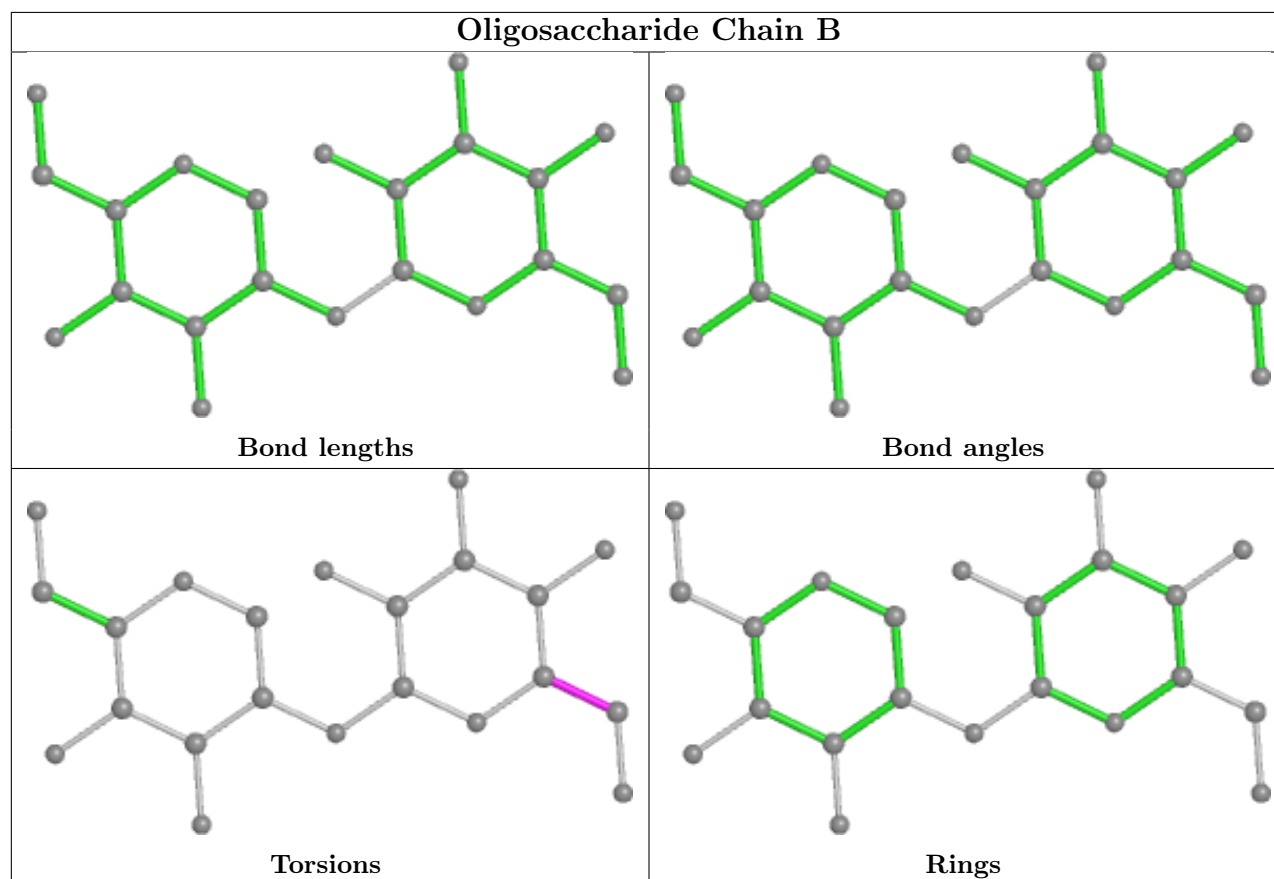 Oligosaccharide Chain B
Bond lengths
Bond angles
Torsions
Rings